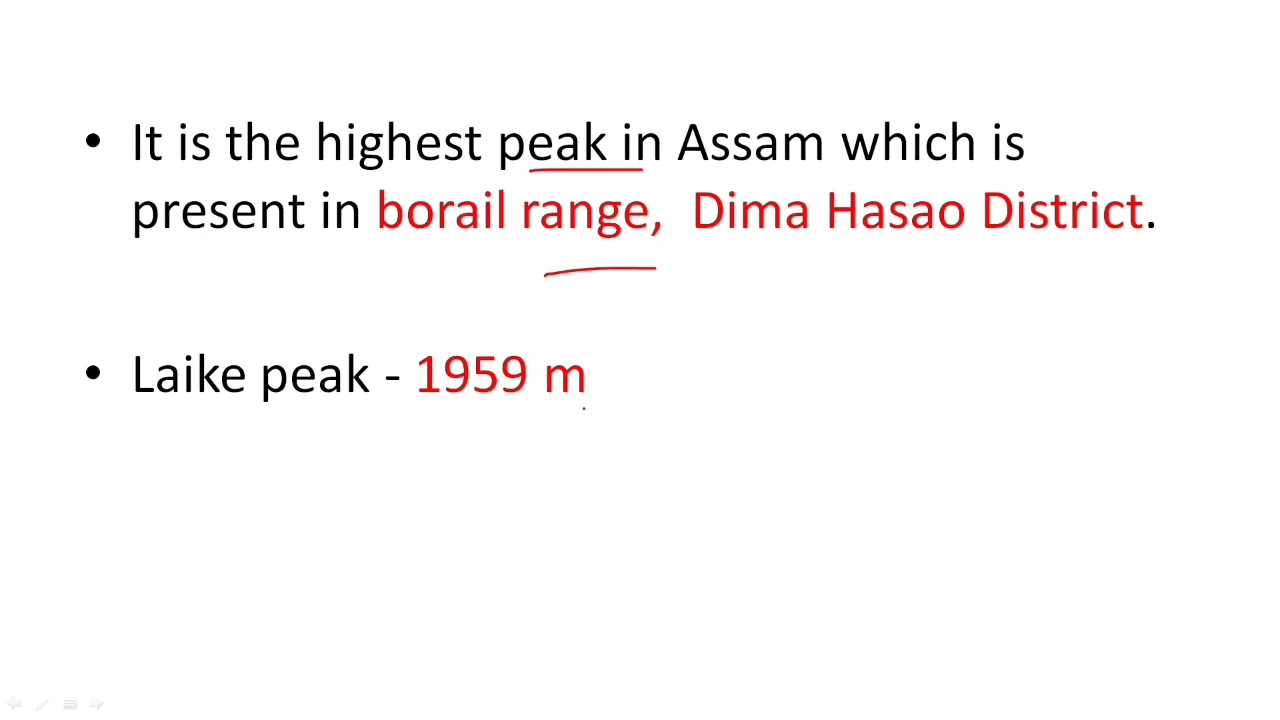 • It is the highest peak in Assam which is
present in borail range, Dima Hasao District.
• Laike peak - 1959 m